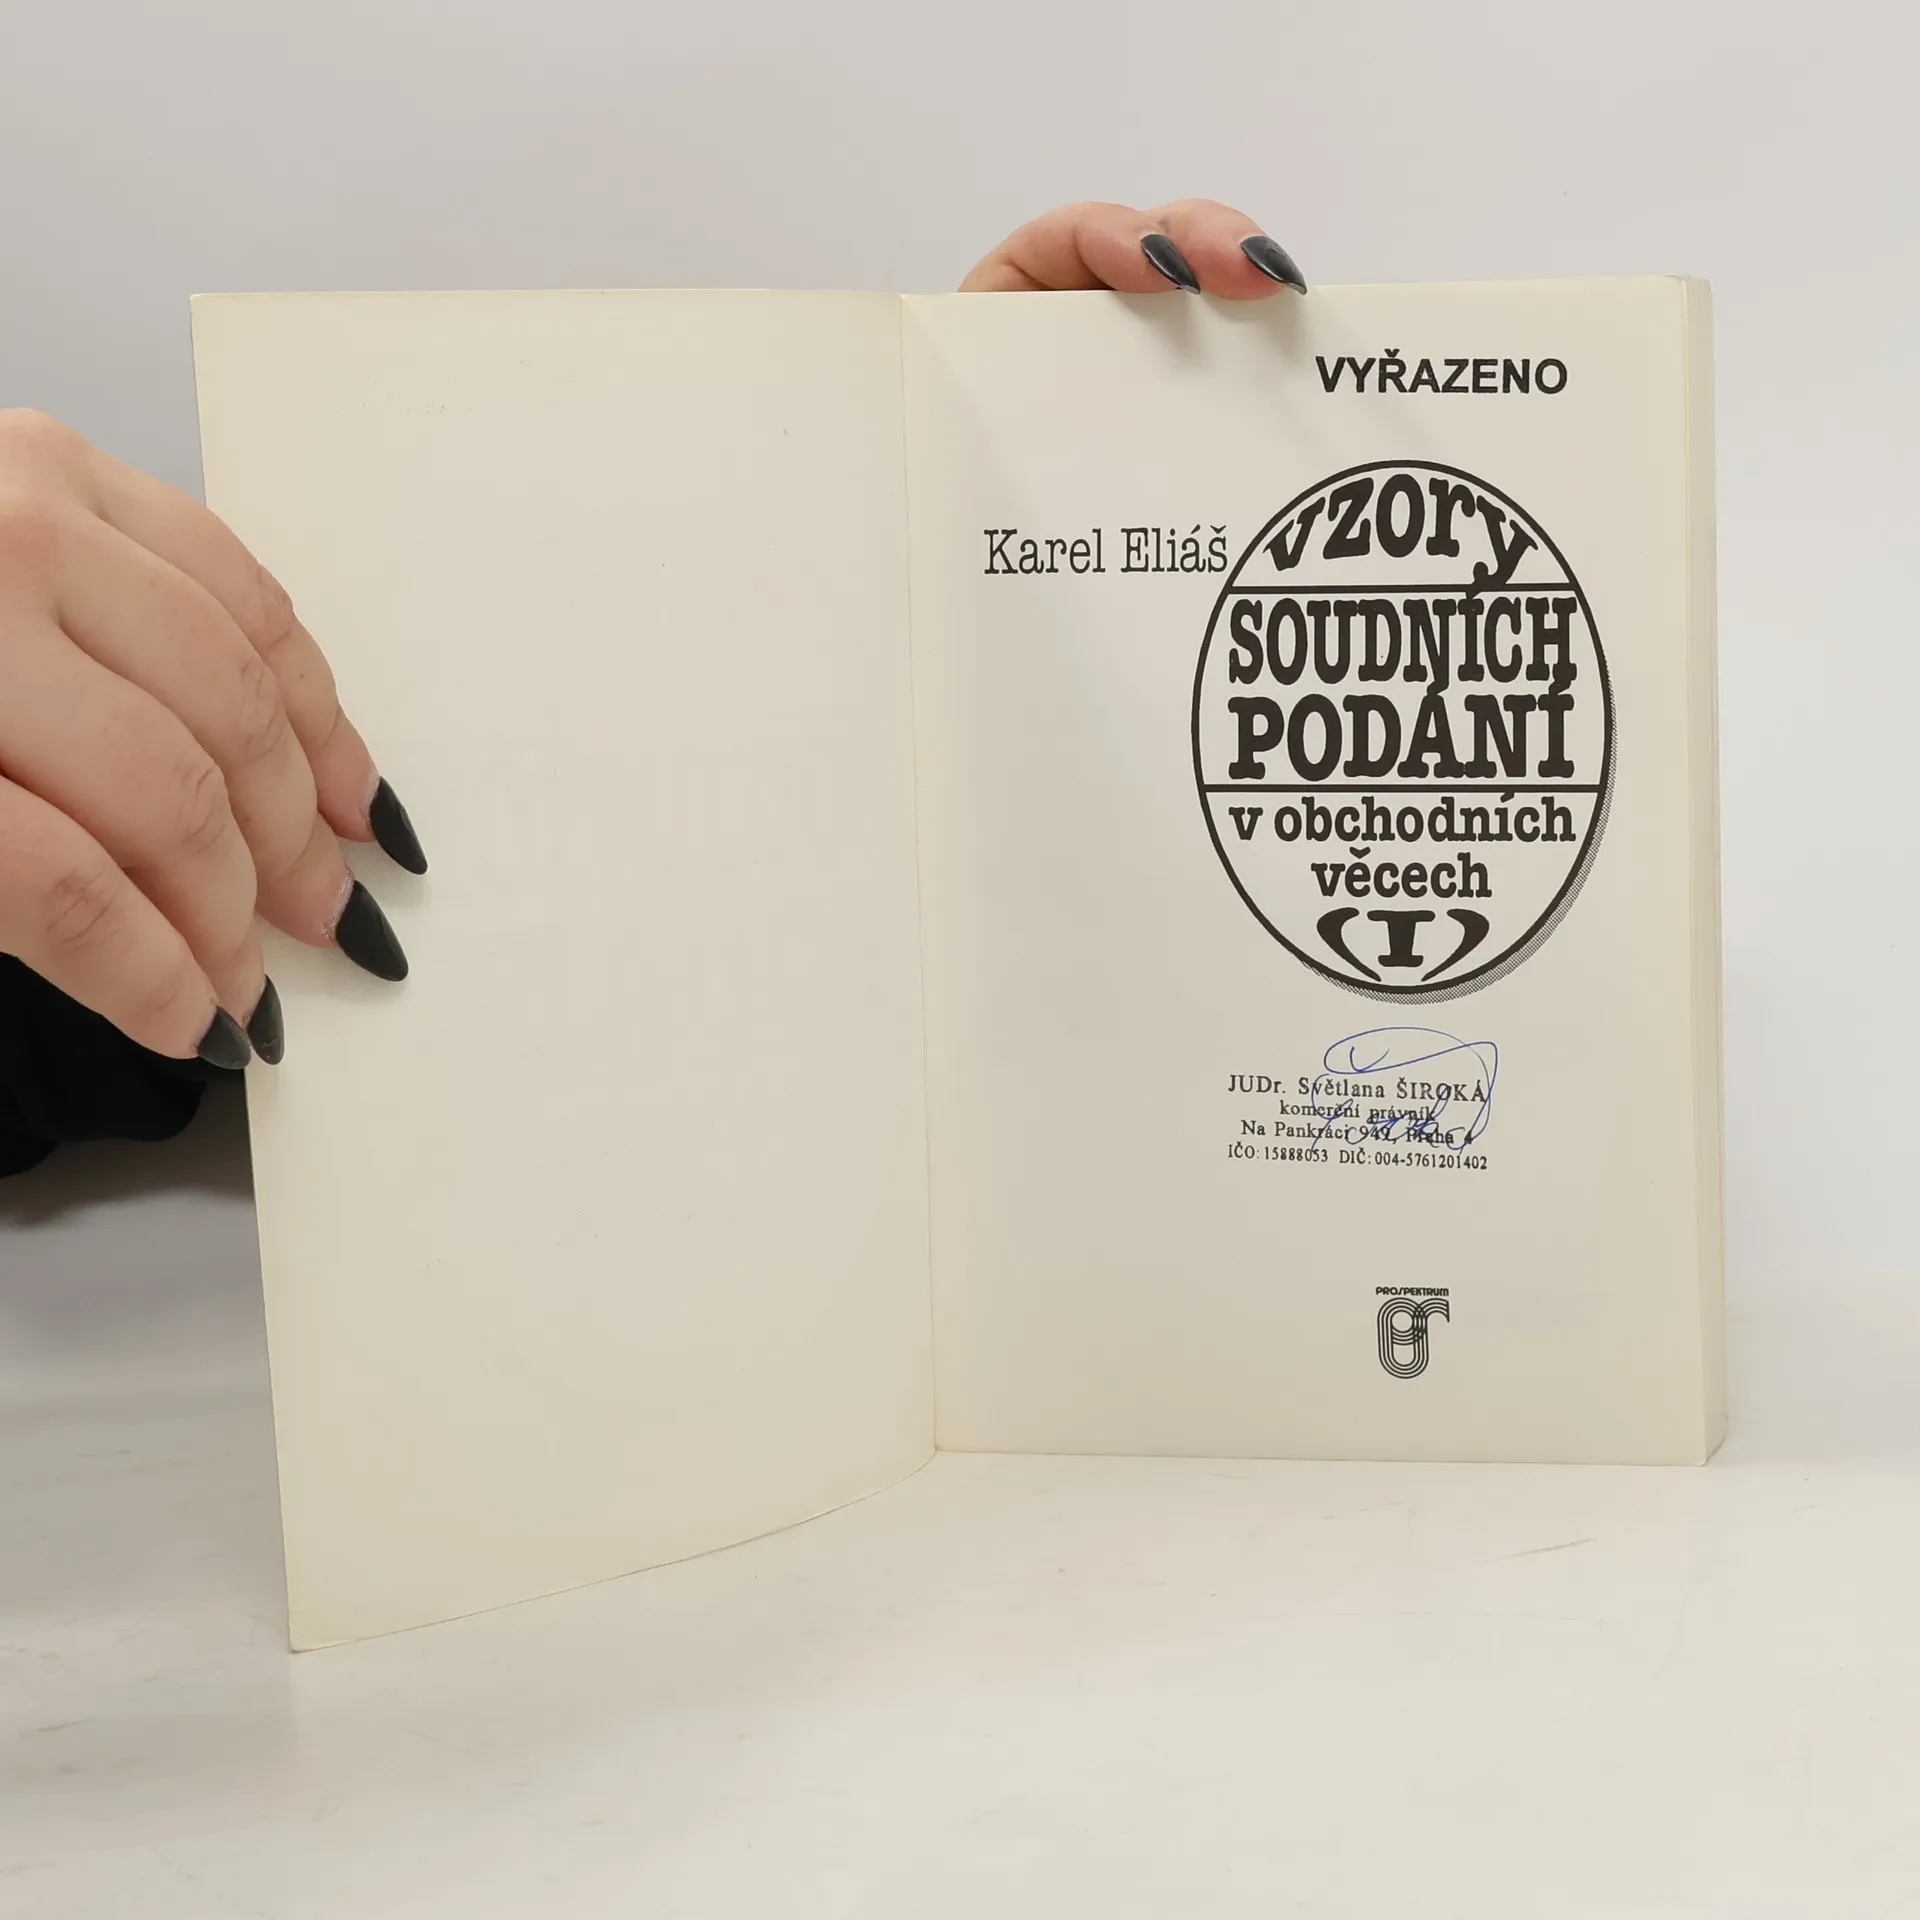 VYŘAZENO
Karel Eliáš
vzory
SOUDNÍCH
PODÁNÍ
v obchodních
věcech
(I)
JUDr. Světlana ŠIROKÁ
komerční právník
Na Pankráci 949, Praha 4
IČO: 15888053 DIČ: 004-5761201402
PROSPEKTRUM